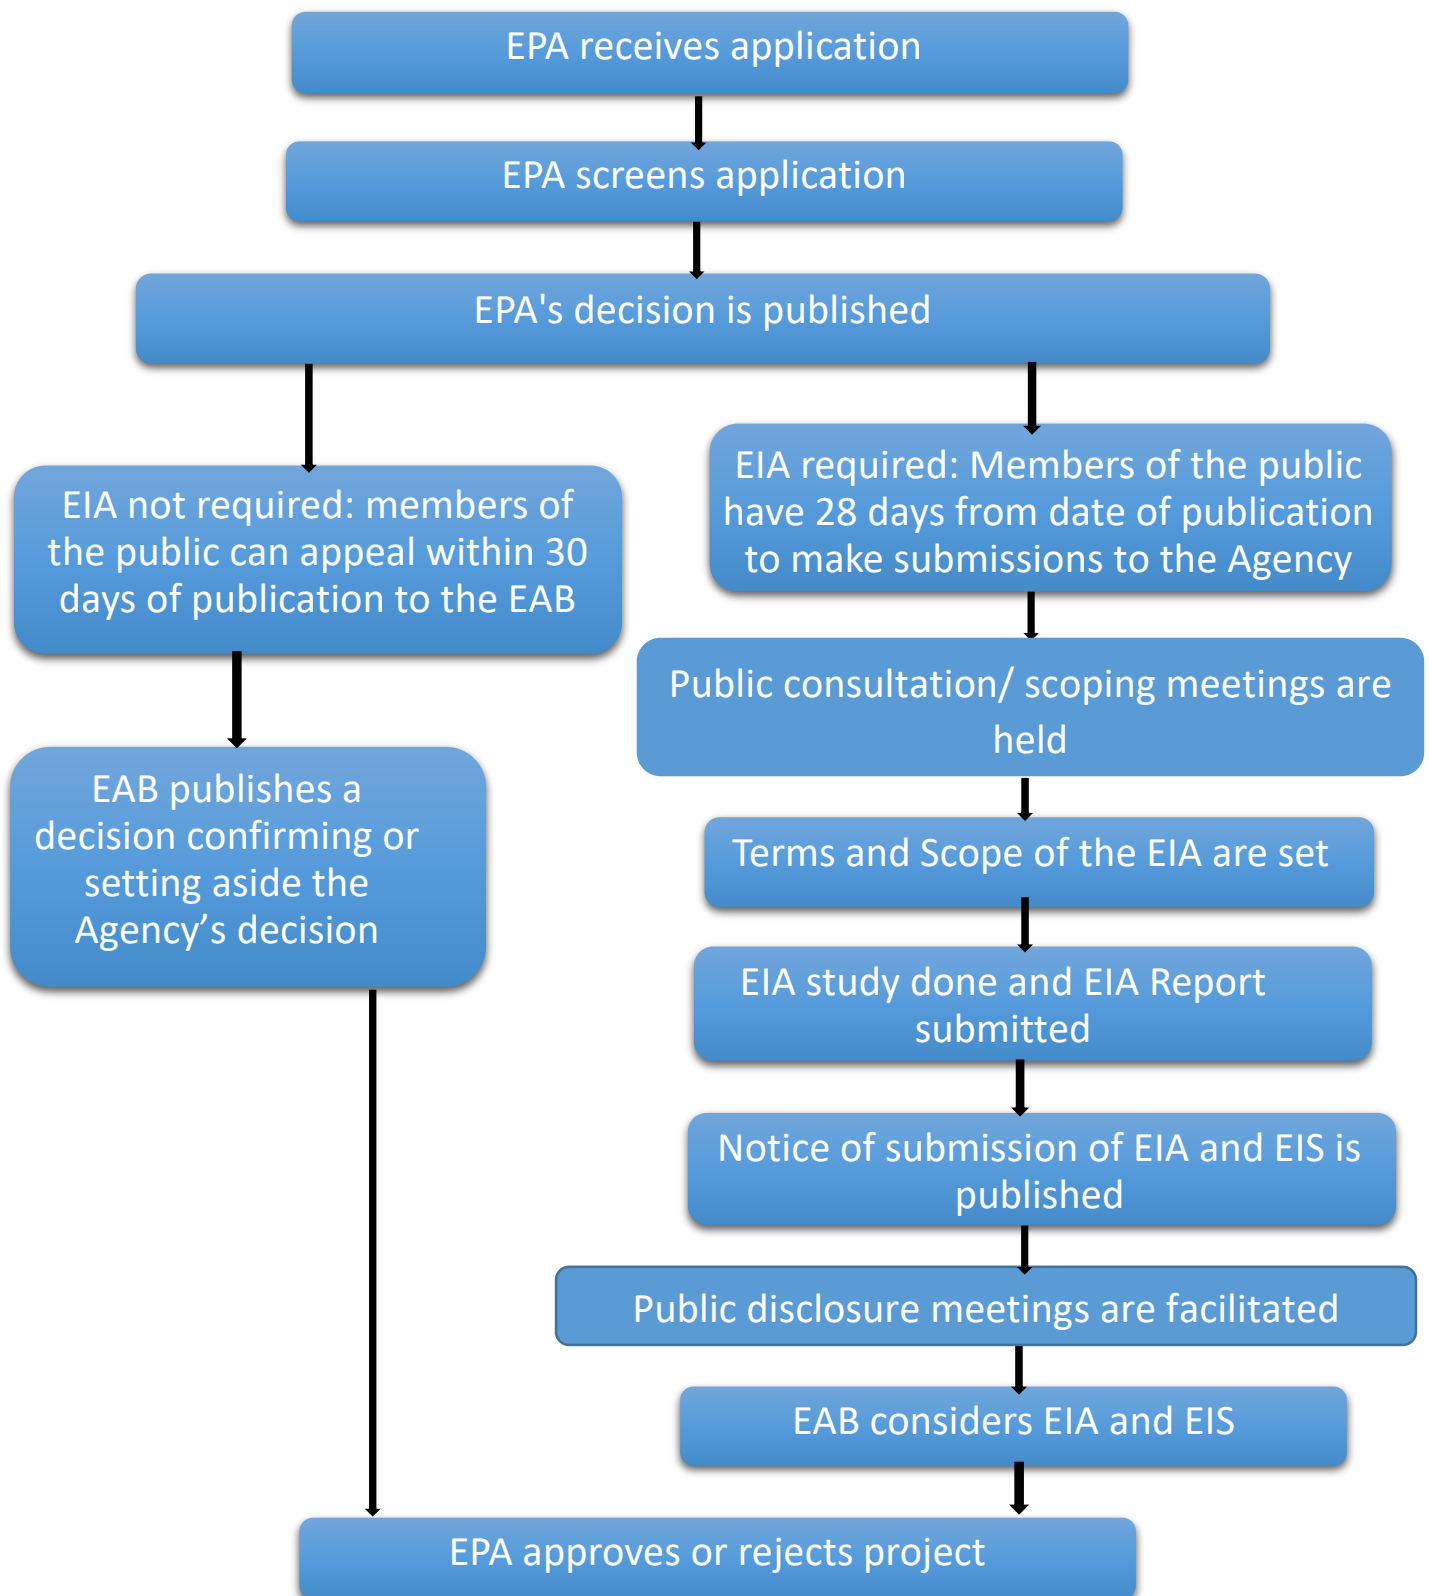 EPA receives application
EPA screens application
EPA's decision is published
EIA not required: members of
the public can appeal within 30
days of publication to the EAB
EAB publishes a
decision confirming or
setting aside the
Agency’s decision
EIA required: Members of the public
have 28 days from date of publication
to make submissions to the Agency
Public consultation/ scoping meetings are
held
Terms and Scope of the EIA are set
EIA study done and EIA Report
submitted
Notice of submission of EIA and EIS is
published
Public disclosure meetings are facilitated
EAB considers EIA and EIS
EPA approves or rejects project